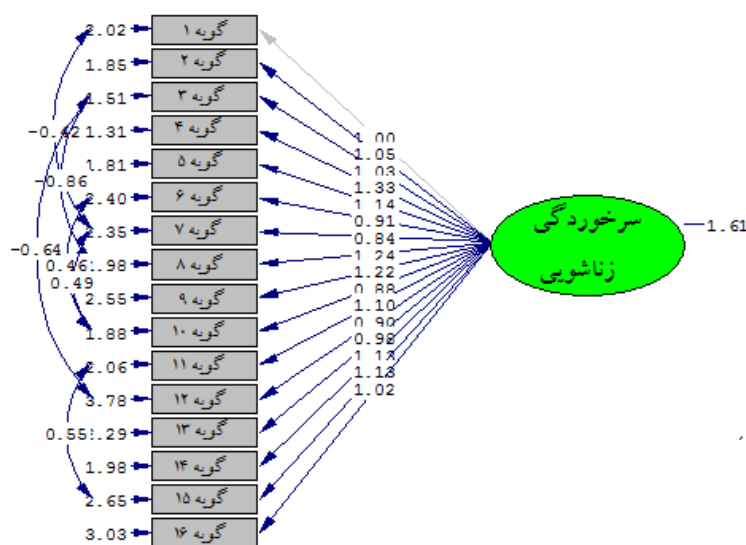 2.02 گویه ۱
1.85 گویه ۲
1.51 گویه ۳
1.31 گویه ۴
1.81 گویه ۵
2.40 گویه ۶
2.35 گویه ۷
گویه ۸
2.55 گویه ۹
1.88 گویه ۱۰
2.06 گویه ۱۱
3.78 گویه ۱۲
گویه ۱۳
1.98 گویه ۱۴
2.65 گویه ۱۵
3.03 گویه ۱۶
-0.42
-0.86
-0.64
0.46
0.49
0.55
1.00
1.05
1.03
1.33
1.14
0.91
0.84
1.24
1.22
0.88
1.10
0.90
0.98
1.13
1.13
1.02
سرخوردگی
زناشویی
1.61